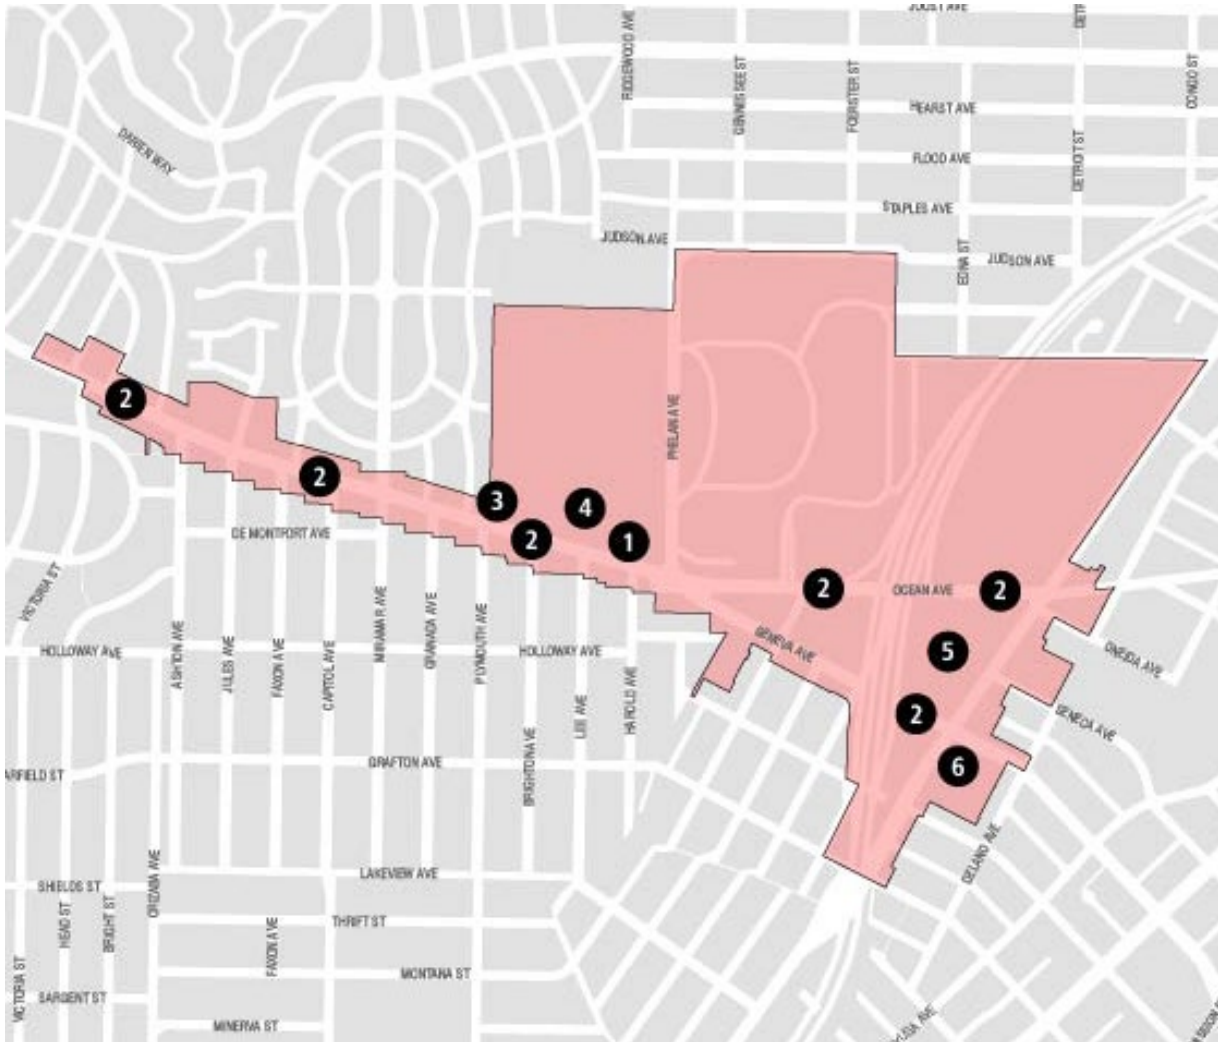 JOOST AVE
RIDGEWOOD AVE
GENNESSEE ST
FOERSTER ST
CONGO ST
HEARST AVE
DETROIT ST
FLOOD AVE
DARIEN WAY
STAPLES AVE
JUDSON AVE
EDNA ST
JUDSON AVE
2
PHELAN AVE
2
3
4
2
1
DE MONTFORT AVE
2
OCEAN AVE
2
VICTORIA ST
HOLLOWAY AVE
ASHTON AVE
JULES AVE
FAXON AVE
CAPITOL AVE
MIRAMAR AVE
GRANADA AVE
PLYMOUTH AVE
HOLLOWAY AVE
GENEVA AVE
5
ONEIDA AVE
LEE AVE
HAROLD AVE
2
SENECA AVE
BRIGHTON AVE
GRAFTON AVE
6
ARFIELD ST
DELANO AVE
LAKEVIEW AVE
SHIELDS ST
ORIZABA AVE
HEAD ST
BRIGHT ST
THRIFT ST
FAXON AVE
MONTANA ST
VICTORIA ST
SARGENT ST
MINERVA ST